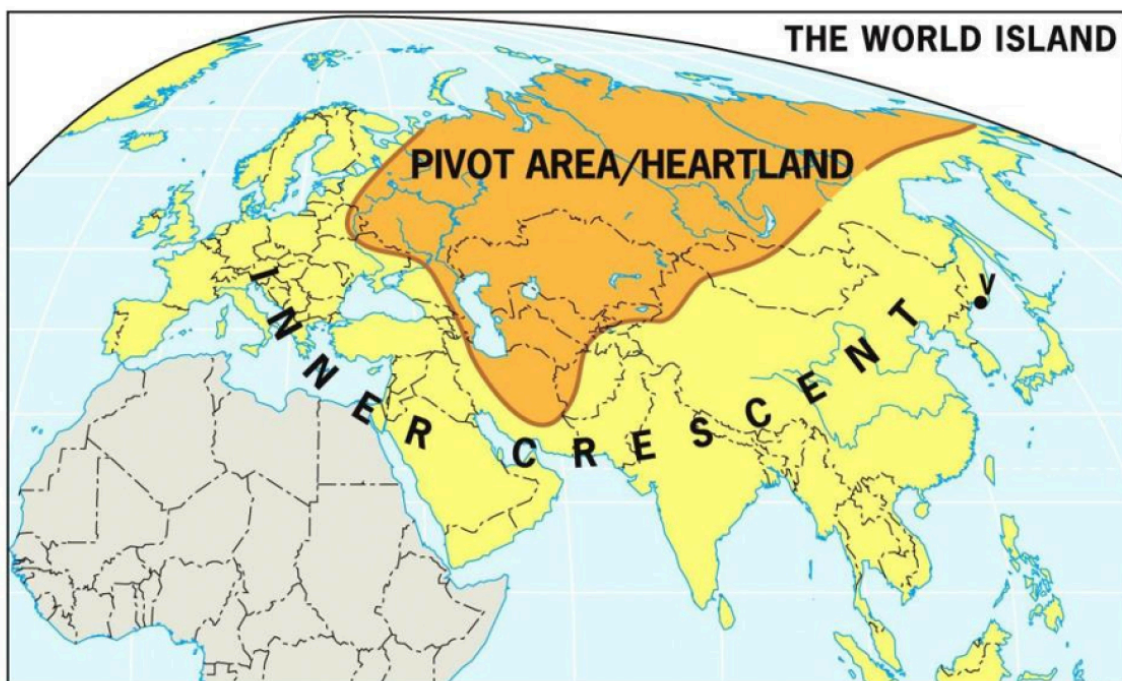 THE WORLD ISLAND
PIVOT AREA/HEARTLAND
INNER CRESCENT
V